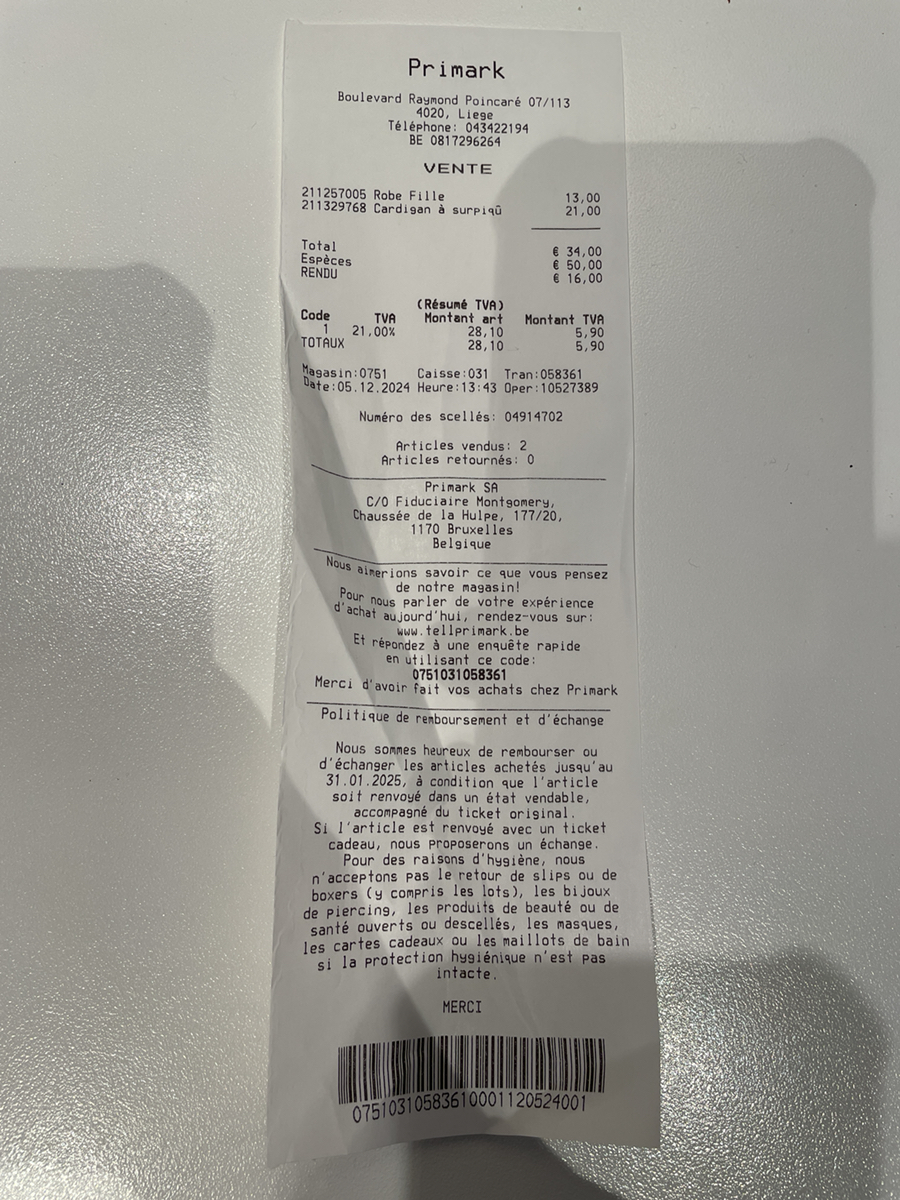 Primark
Boulevard Raymond Poincaré 07/113
4020, Liege
Téléphone: 043422194
BE 0817296264
VENTE
211257005 Robe Fille 13,00
211329768 Cardigan à surpiqû 21,00
Total € 34,00
Espèces € 50,00
RENDU € 16,00
(Résumé TVA)
Code TVA Montant art Montant TVA
1 21,00% 28,10 5,90
TOTAUX 28,10 5,90
Magasin:0751 Caisse:031 Tran:058361
Date:05.12.2024 Heure:13:43 Oper:10527389
Numéro des scellés: 04914702
Articles vendus: 2
Articles retournés: 0
Primark SA
C/O Fiduciaire Montgomery,
Chaussée de la Hulpe, 177/20,
1170 Bruxelles
Belgique
Nous aimerions savoir ce que vous pensez
de notre magasin!
Pour nous parler de votre expérience
d'achat aujourd'hui, rendez-vous sur:
www.tellprimark.be
Et répondez à une enquête rapide
en utilisant ce code:
0751031058361
Merci d'avoir fait vos achats chez Primark
Politique de remboursement et d'échange
Nous sommes heureux de rembourser ou
d'échanger les articles achetés jusqu'au
31.01.2025, à condition que l'article
soit renvoyé dans un état vendable,
accompagné du ticket original.
Si l'article est renvoyé avec un ticket
cadeau, nous proposerons un échange.
Pour des raisons d'hygiène, nous
n'acceptons pas le retour de slips ou de
boxers (y compris les lots), les bijoux
de piercing, les produits de beauté ou de
santé ouverts ou descellés, les masques,
les cartes cadeaux ou les maillots de bain
si la protection hygiénique n'est pas
intacte.
MERCI
07510310583610001120524001